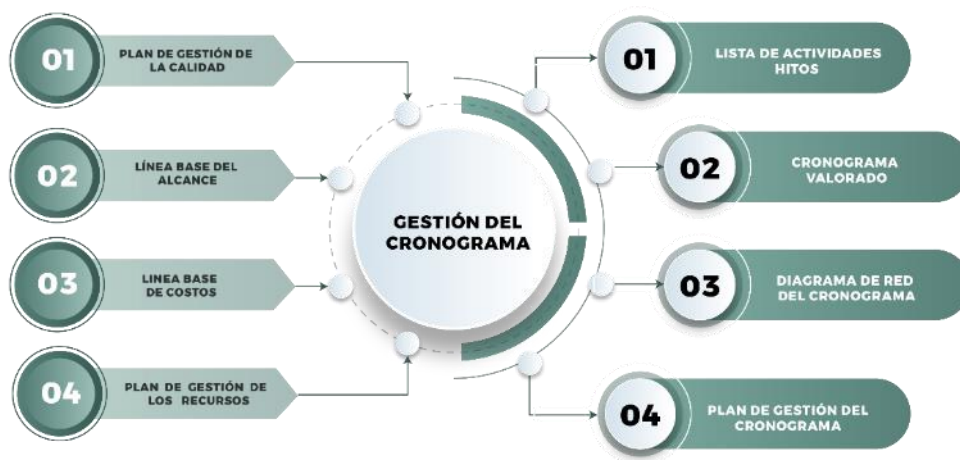 01
PLAN DE GESTIÓN DE
LA CALIDAD
02
LÍNEA BASE DEL
ALCANCE
03
LINEA BASE
DE COSTOS
04
PLAN DE GESTIÓN DE
LOS RECURSOS
GESTIÓN DEL
CRONOGRAMA
01
LISTA DE ACTIVIDADES
HITOS
02
CRONOGRAMA
VALORADO
03
DIAGRAMA DE RED
DEL CRONOGRAMA
04
PLAN DE GESTIÓN DEL
CRONOGRAMA